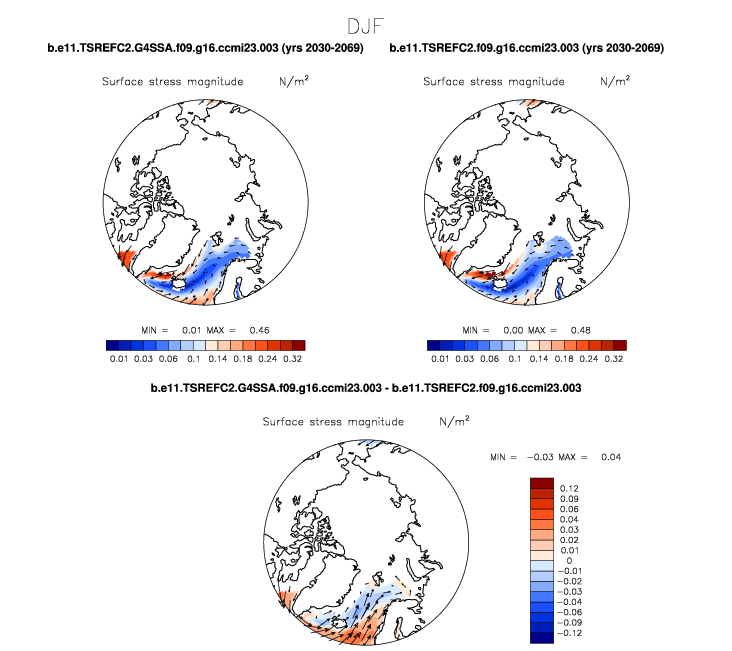 DJF
b.e11.TSREFC2.G4SSA.f09.g16.ccmi23.003 (yrs 2030-2069) b.e11.TSREFC2.f09.g16.ccmi23.003 (yrs 2030-2069)
Surface stress magnitude N/m² Surface stress magnitude N/m²
MIN = 0.01 MAX = 0.46 MIN = 0.00 MAX = 0.48
0.01 0.03 0.06 0.1 0.14 0.18 0.24 0.32 0.01 0.03 0.06 0.1 0.14 0.18 0.24 0.32
b.e11.TSREFC2.G4SSA.f09.g16.ccmi23.003 - b.e11.TSREFC2.f09.g16.ccmi23.003
Surface stress magnitude N/m²
MIN = −0.03 MAX = 0.04
0.12
0.09
0.06
0.04
0.03
0.02
0.01
0
−0.01
−0.02
−0.03
−0.04
−0.06
−0.09
−0.12